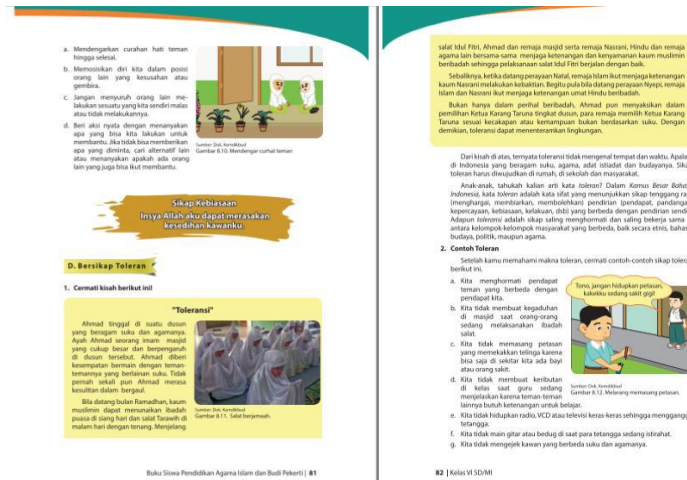 a. Mendengarkan curahan hati teman
hingga selesai.
b. Memosisikan diri kita dalam posisi
orang lain yang kesusahan atau
gembira.
c. Jangan menyuruh orang lain me-
lakukan sesuatu yang kita sendiri malas
atau tidak melakukannya.
d. Beri aksi nyata dengan menanyakan
apa yang bisa kita lakukan untuk
membantu. Jika tidak bisa memberikan
apa yang diminta, cari alternatif lain
atau menanyakan apakah ada orang
lain yang juga bisa ikut membantu.
Sumber: Dok. Kemdikbud
Gambar 8.10. Mendengar curhat teman
Sikap Kebiasaan
Insya Allah aku dapat merasakan
kesedihan kawanku.
D. Bersikap Toleran
1. Cermati kisah berikut ini!
"Toleransi"
Ahmad tinggal di suatu dusun
yang beragam suku dan agamanya.
Ayah Ahmad seorang imam masjid
yang cukup besar dan berpengaruh
di dusun tersebut. Ahmad diberi
kesempatan bermain dengan teman-
temannya yang berlainan suku. Tidak
pernah sekali pun Ahmad merasa
kesulitan dalam bergaul.
Bila datang bulan Ramadhan, kaum
muslimin dapat menunaikan ibadah
puasa di siang hari dan salat Tarawih di
malam hari dengan tenang. Menjelang
Sumber: Dok. Kemdikbud
Gambar 8.11. Salat berjamaah.
Buku Siswa Pendidikan Agama Islam dan Budi Pekerti | 81
salat Idul Fitri, Ahmad dan remaja masjid serta remaja Nasrani, Hindu dan remaja
agama lain bersama-sama menjaga ketenangan dan kenyamanan kaum muslimin
beribadah sehingga pelaksanaan salat Idul Fitri berjalan dengan baik.
Sebaliknya, ketika datang perayaan Natal, remaja Islam ikut menjaga ketenangan
kaum Nasrani melakukan kebaktian. Begitu pula bila datang perayaan Nyepi, remaja
Islam dan Nasrani ikut menjaga ketenangan umat Hindu beribadah.
Bukan hanya dalam perihal beribadah, Ahmad pun menyaksikan dalam
pemilihan Ketua Karang Taruna tingkat dusun, para remaja memilih Ketua Karang
Taruna sesuai kecakapan atau kemampuan bukan berdasarkan suku. Dengan
demikian, toleransi dapat menenteramkan lingkungan.
Dari kisah di atas, ternyata toleransi tidak mengenal tempat dan waktu. Apala
di Indonesia yang beragam suku, agama, adat istiadat dan budayanya. Sika
toleran harus diwujudkan di rumah, di sekolah dan masyarakat.
Anak-anak, tahukah kalian arti kata toleran? Dalam Kamus Besar Baha
Indonesia, kata toleran adalah kata sifat yang menunjukkan sikap tenggang ra
(menghargai, membiarkan, membolehkan) pendirian (pendapat, pandanga
kepercayaan, kebiasaan, kelakuan, dsb) yang berbeda dengan pendirian sendi
Adapun toleransi adalah sikap saling menghormati dan saling bekerja sama
antara kelompok-kelompok masyarakat yang berbeda, baik secara etnis, bahas
budaya, politik, maupun agama.
2. Contoh Toleran
Setelah kamu memahami makna toleran, cermati contoh-contoh sikap tolera
berikut ini.
a. Kita menghormati pendapat
teman yang berbeda dengan
pendapat kita.
b. Kita tidak membuat kegaduhan
di masjid saat orang-orang
sedang melaksanakan ibadah
salat.
c. Kita tidak memasang petasan
yang memekakkan telinga karena
bisa saja di sekitar kita ada bayi
atau orang sakit.
d. Kita tidak membuat keributan
di kelas saat guru sedang
menjelaskan karena teman-teman
lainnya butuh ketenangan untuk belajar.
Tono, jangan hidupkan petasan,
kakekku sedang sakit gigi!
Sumber: Dok. Kemdikbud
Gambar 8.12. Melarang memasang petasan.
e. Kita tidak hidupkan radio, VCD atau televisi keras-keras sehingga menggangg
tetangga.
f. Kita tidak main gitar atau bedug di saat para tetangga sedang istirahat.
g. Kita tidak mengejek kawan yang berbeda suku dan agamanya.
82 | Kelas VI SD/MI